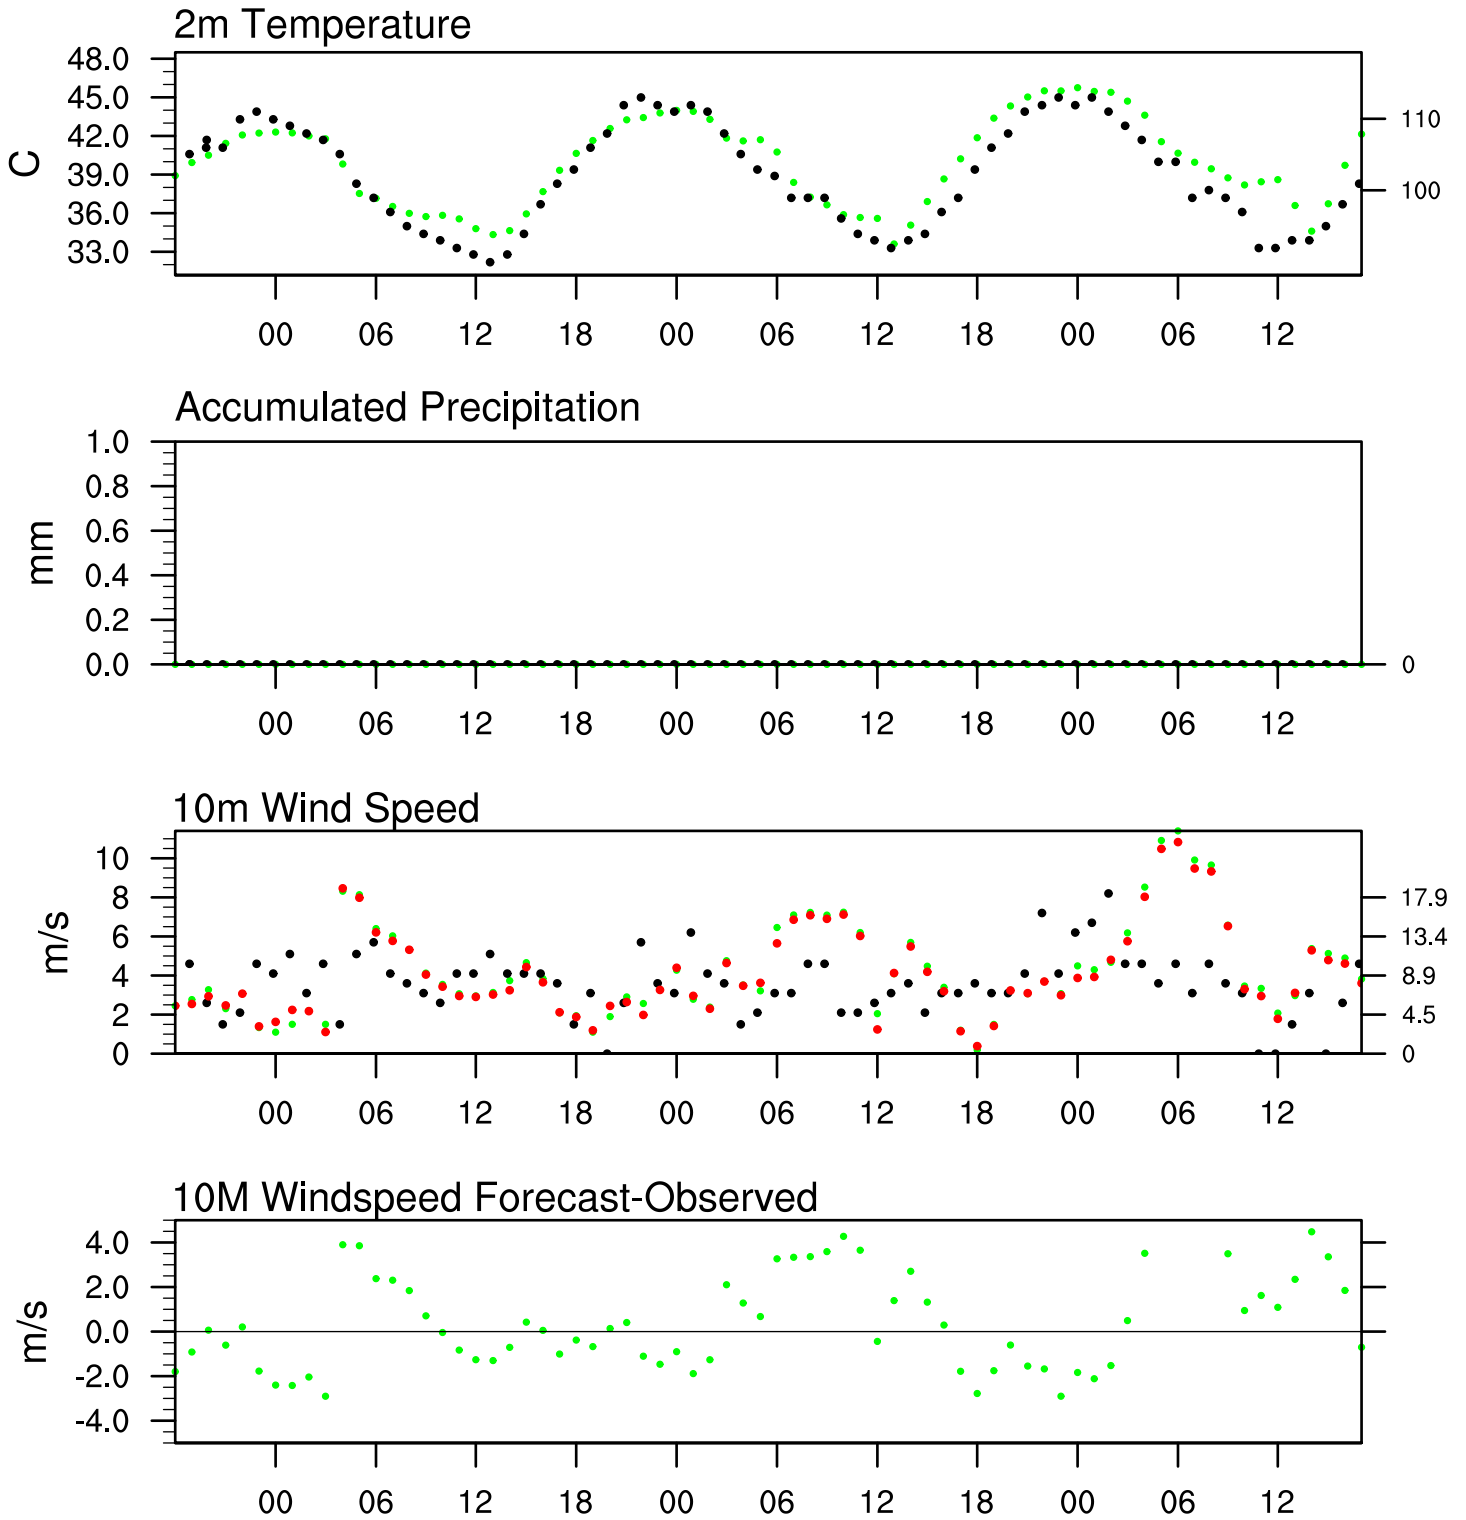 2m Temperature
48.0
45.0
42.0
39.0
36.0
33.0
C
110
100
00 06 12 18 00 06 12 18 00 06 12
Accumulated Precipitation
1.0
0.8
0.6
0.4
0.2
0.0
mm
0
00 06 12 18 00 06 12 18 00 06 12
10m Wind Speed
10
8
6
4
2
0
m/s
17.9
13.4
8.9
4.5
0
00 06 12 18 00 06 12 18 00 06 12
10M Windspeed Forecast-Observed
4.0
2.0
0.0
-2.0
-4.0
m/s
00 06 12 18 00 06 12 18 00 06 12